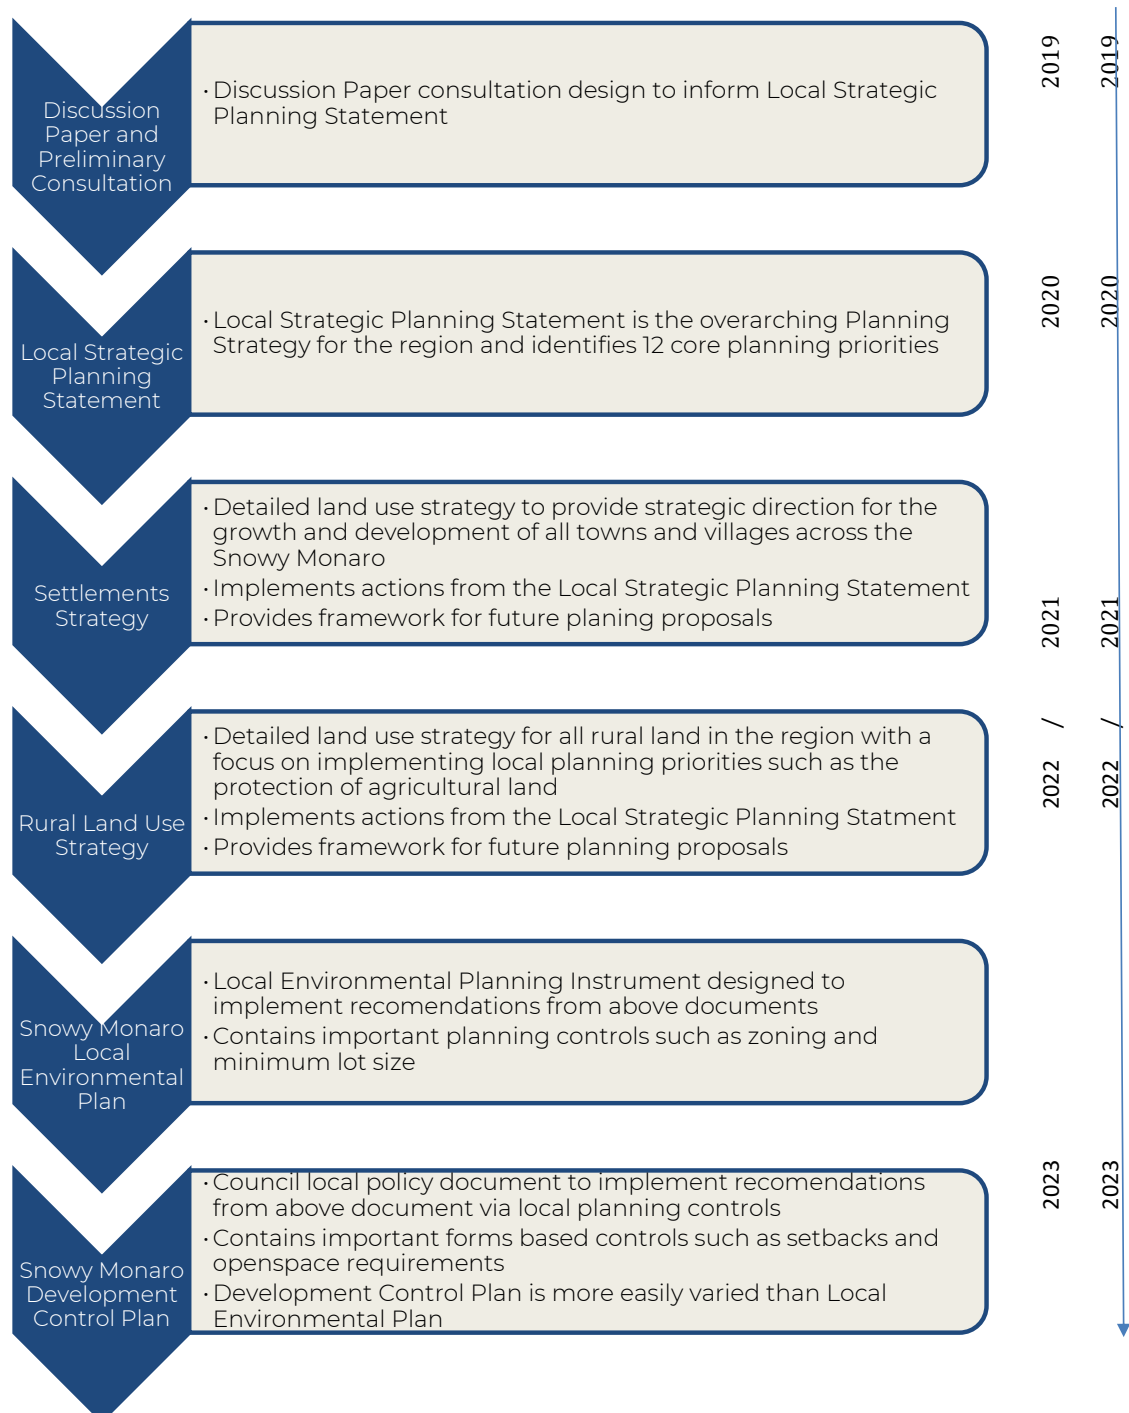 Discussion
Paper and
Preliminary
Consultation
· Discussion Paper consultation design to inform Local Strategic
Planning Statement
2019
2019
Local Strategic
Planning
Statement
· Local Strategic Planning Statement is the overarching Planning
Strategy for the region and identifies 12 core planning priorities
2020
2020
Settlements
Strategy
· Detailed land use strategy to provide strategic direction for the
growth and development of all towns and villages across the
Snowy Monaro
· Implements actions from the Local Strategic Planning Statement
· Provides framework for future planing proposals
2022 / 2021
2022 / 2021
Rural Land Use
Strategy
· Detailed land use strategy for all rural land in the region with a
focus on implementing local planning priorities such as the
protection of agricultural land
· Implements actions from the Local Strategic Planning Statment
· Provides framework for future planning proposals
Snowy Monaro
Local
Environmental
Plan
· Local Environmental Planning Instrument designed to
implement recomendations from above documents
· Contains important planning controls such as zoning and
minimum lot size
Snowy Monaro
Development
Control Plan
· Council local policy document to implement recomendations
from above document via local planning controls
· Contains important forms based controls such as setbacks and
openspace requirements
· Development Control Plan is more easily varied than Local
Environmental Plan
2023
2023